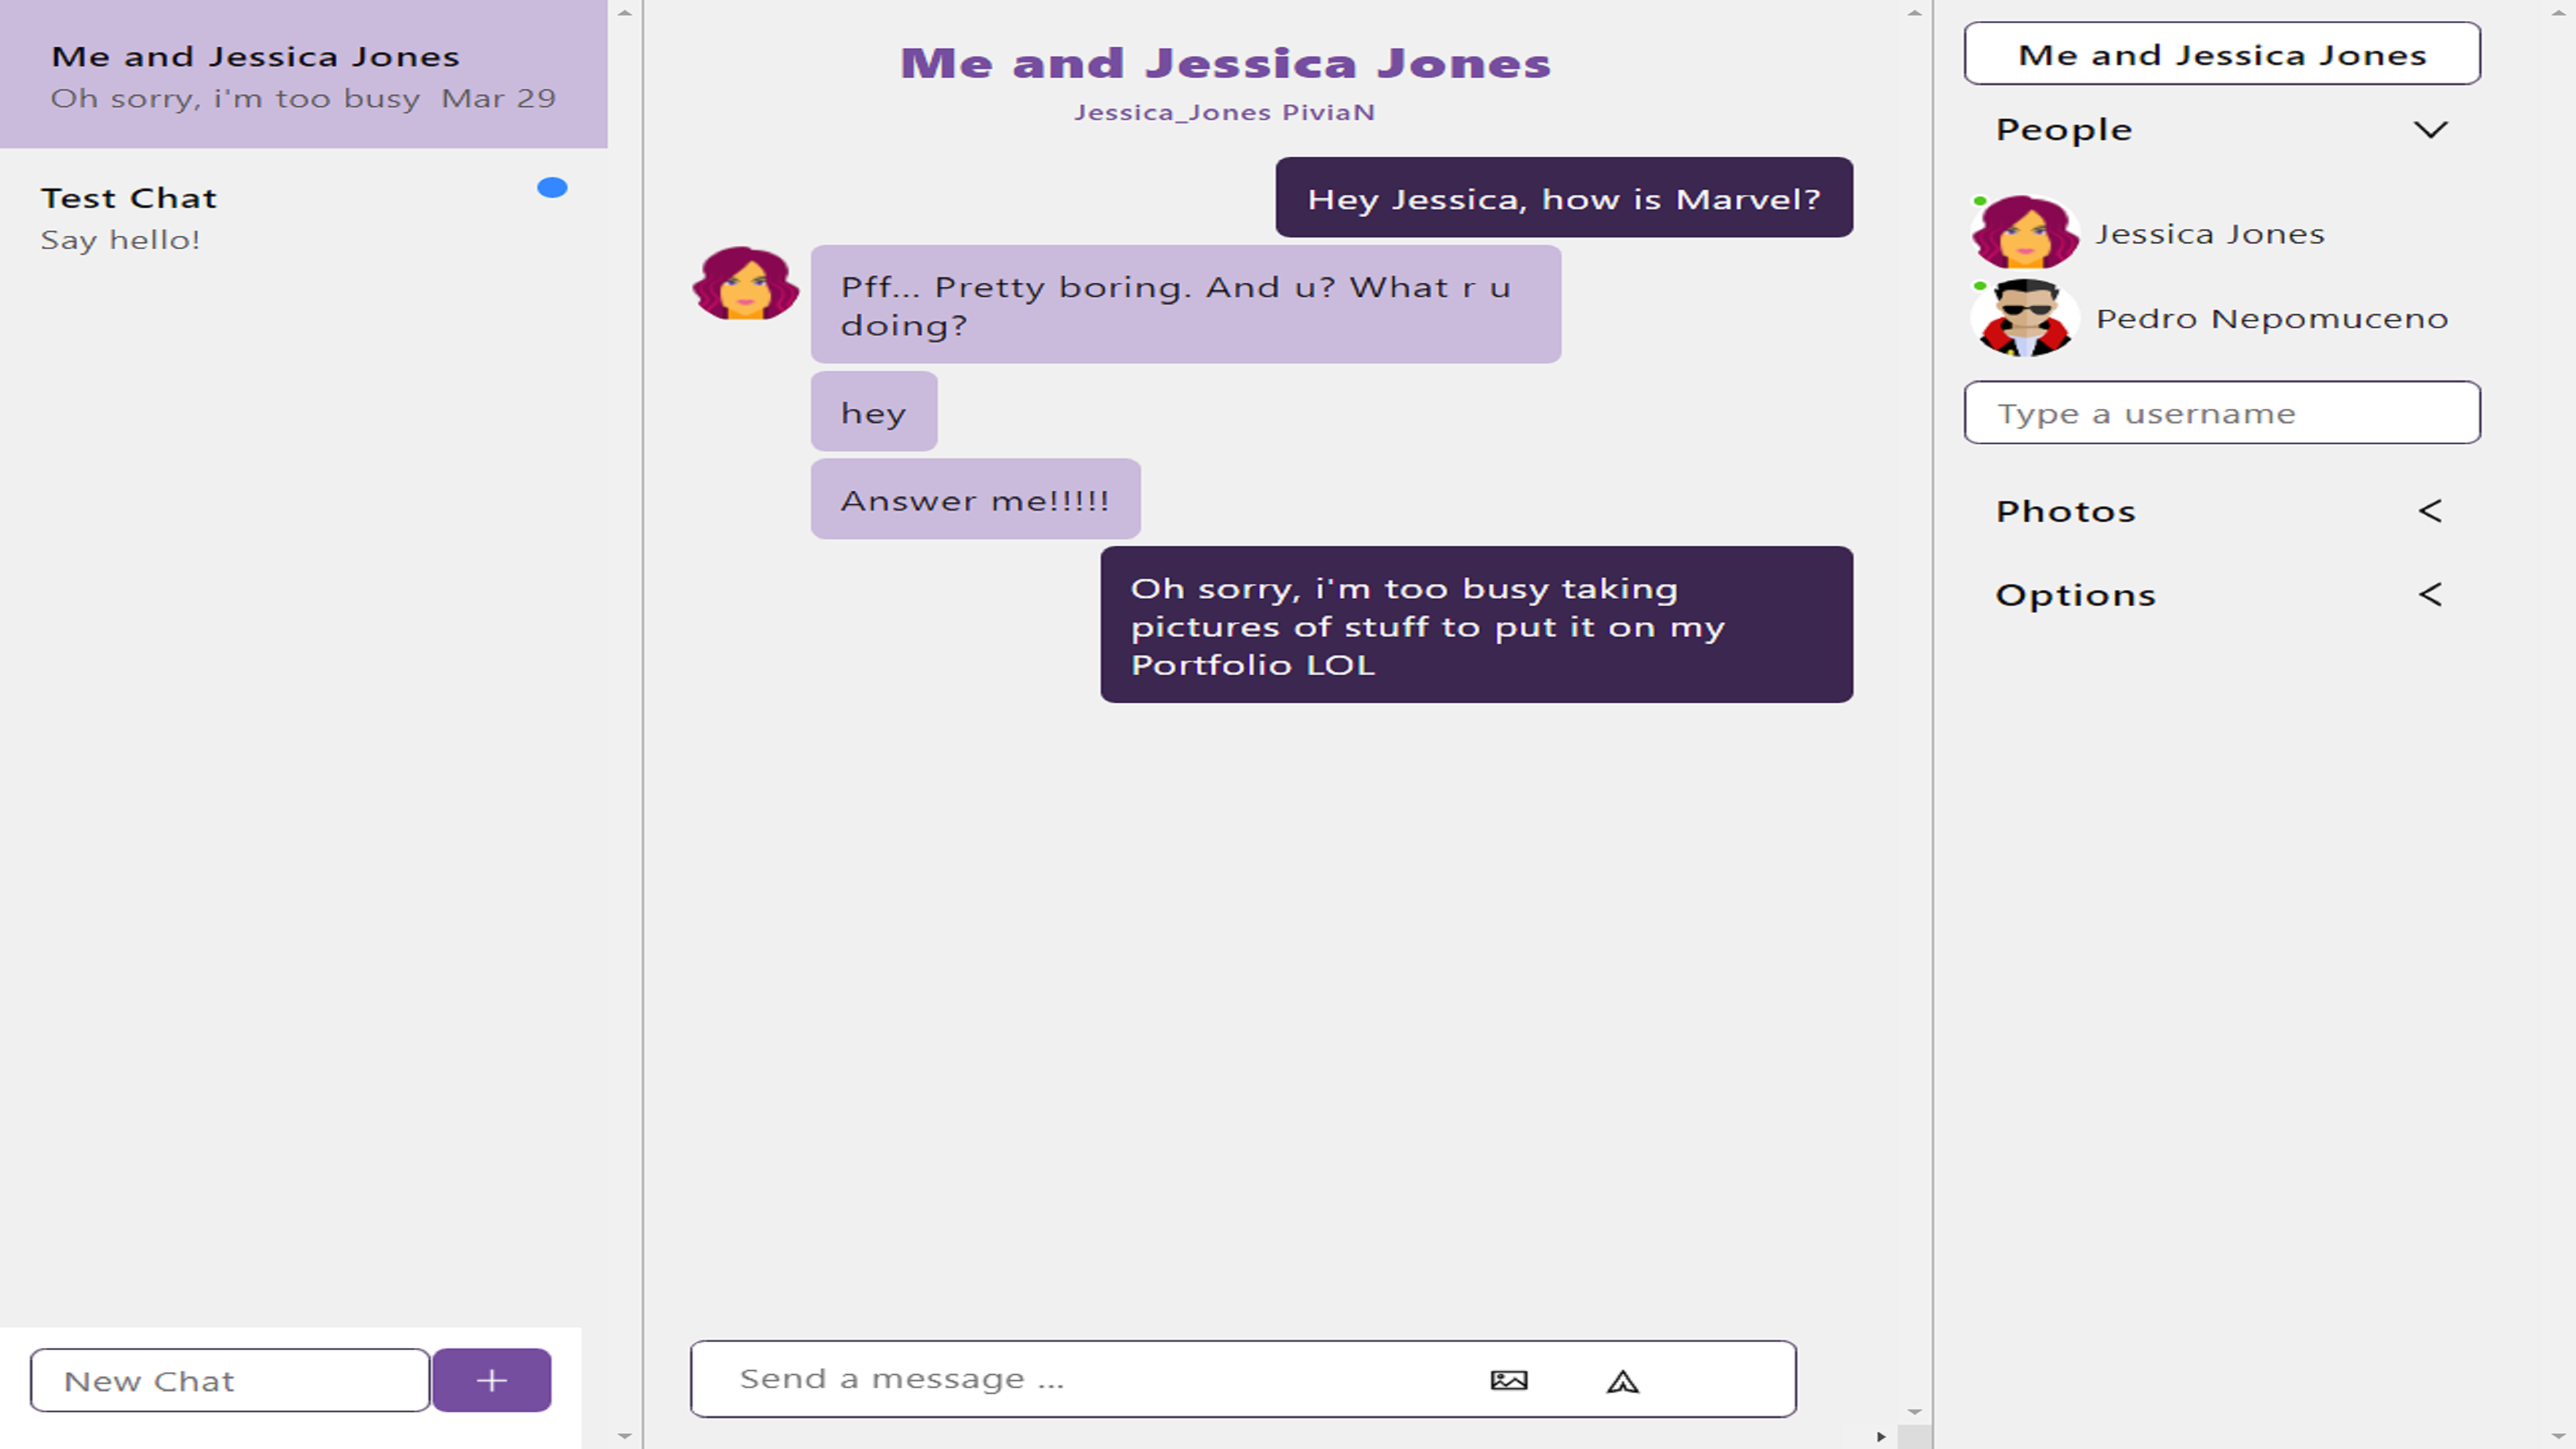 Me and Jessica Jones
Oh sorry, i'm too busy Mar 29
Test Chat
Say hello!
New Chat
+
Me and Jessica Jones
Jessica_Jones PiviaN
Hey Jessica, how is Marvel?
Pff... Pretty boring. And u? What r u
doing?
hey
Answer me!!!!!
Oh sorry, i'm too busy taking
pictures of stuff to put it on my
Portfolio LOL
Send a message ...
Me and Jessica Jones
People
Jessica Jones
Pedro Nepomuceno
Type a username
Photos
Options